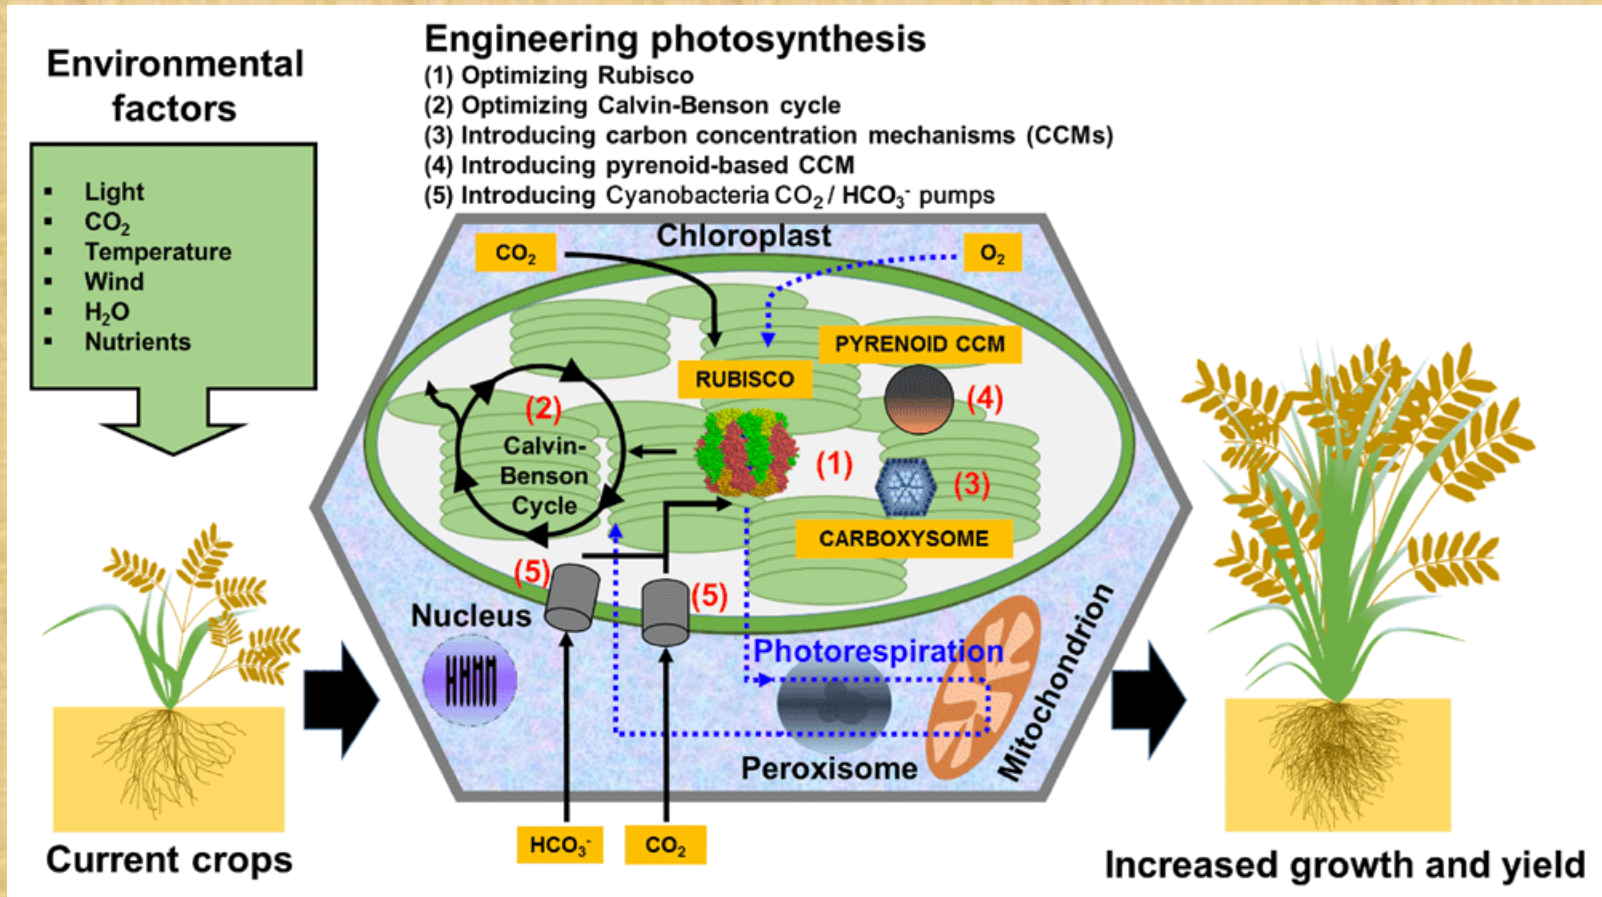 Environmental
factors
▪ Light
▪ CO₂
▪ Temperature
▪ Wind
▪ H₂O
▪ Nutrients
Engineering photosynthesis
(1) Optimizing Rubisco
(2) Optimizing Calvin-Benson cycle
(3) Introducing carbon concentration mechanisms (CCMs)
(4) Introducing pyrenoid-based CCM
(5) Introducing Cyanobacteria CO₂ / HCO₃⁻ pumps
CO₂
Chloroplast
O₂
PYRENOID CCM
RUBISCO
(4)
(2)
Calvin-
Benson
Cycle
(1)
(3)
CARBOXYSOME
(5)
(5)
Nucleus
Photorespiration
Mitochondrion
Peroxisome
HCO₃⁻
CO₂
Current crops
Increased growth and yield